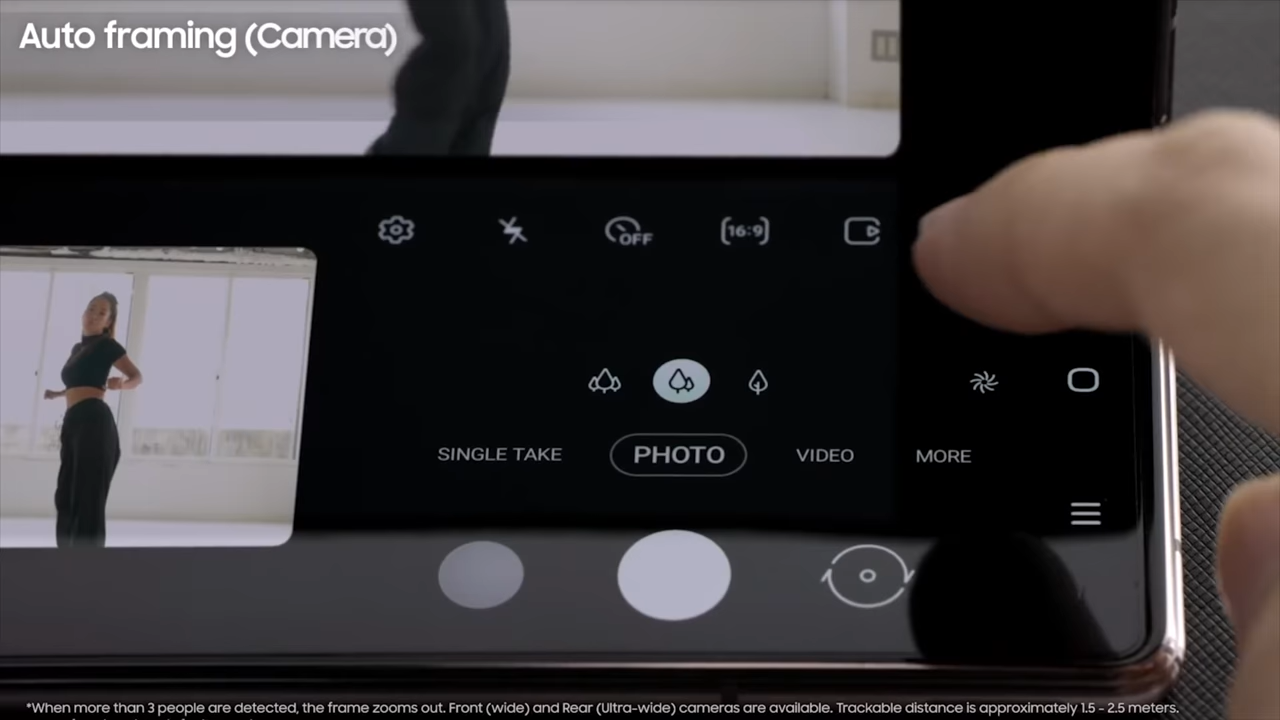 Auto framing (Camera)
OFF
16:9
SINGLE TAKE
PHOTO
VIDEO
MORE
*When more than 3 people are detected, the frame zooms out. Front (wide) and Rear (Ultra-wide) cameras are available. Trackable distance is approximately 1.5 - 2.5 meters.